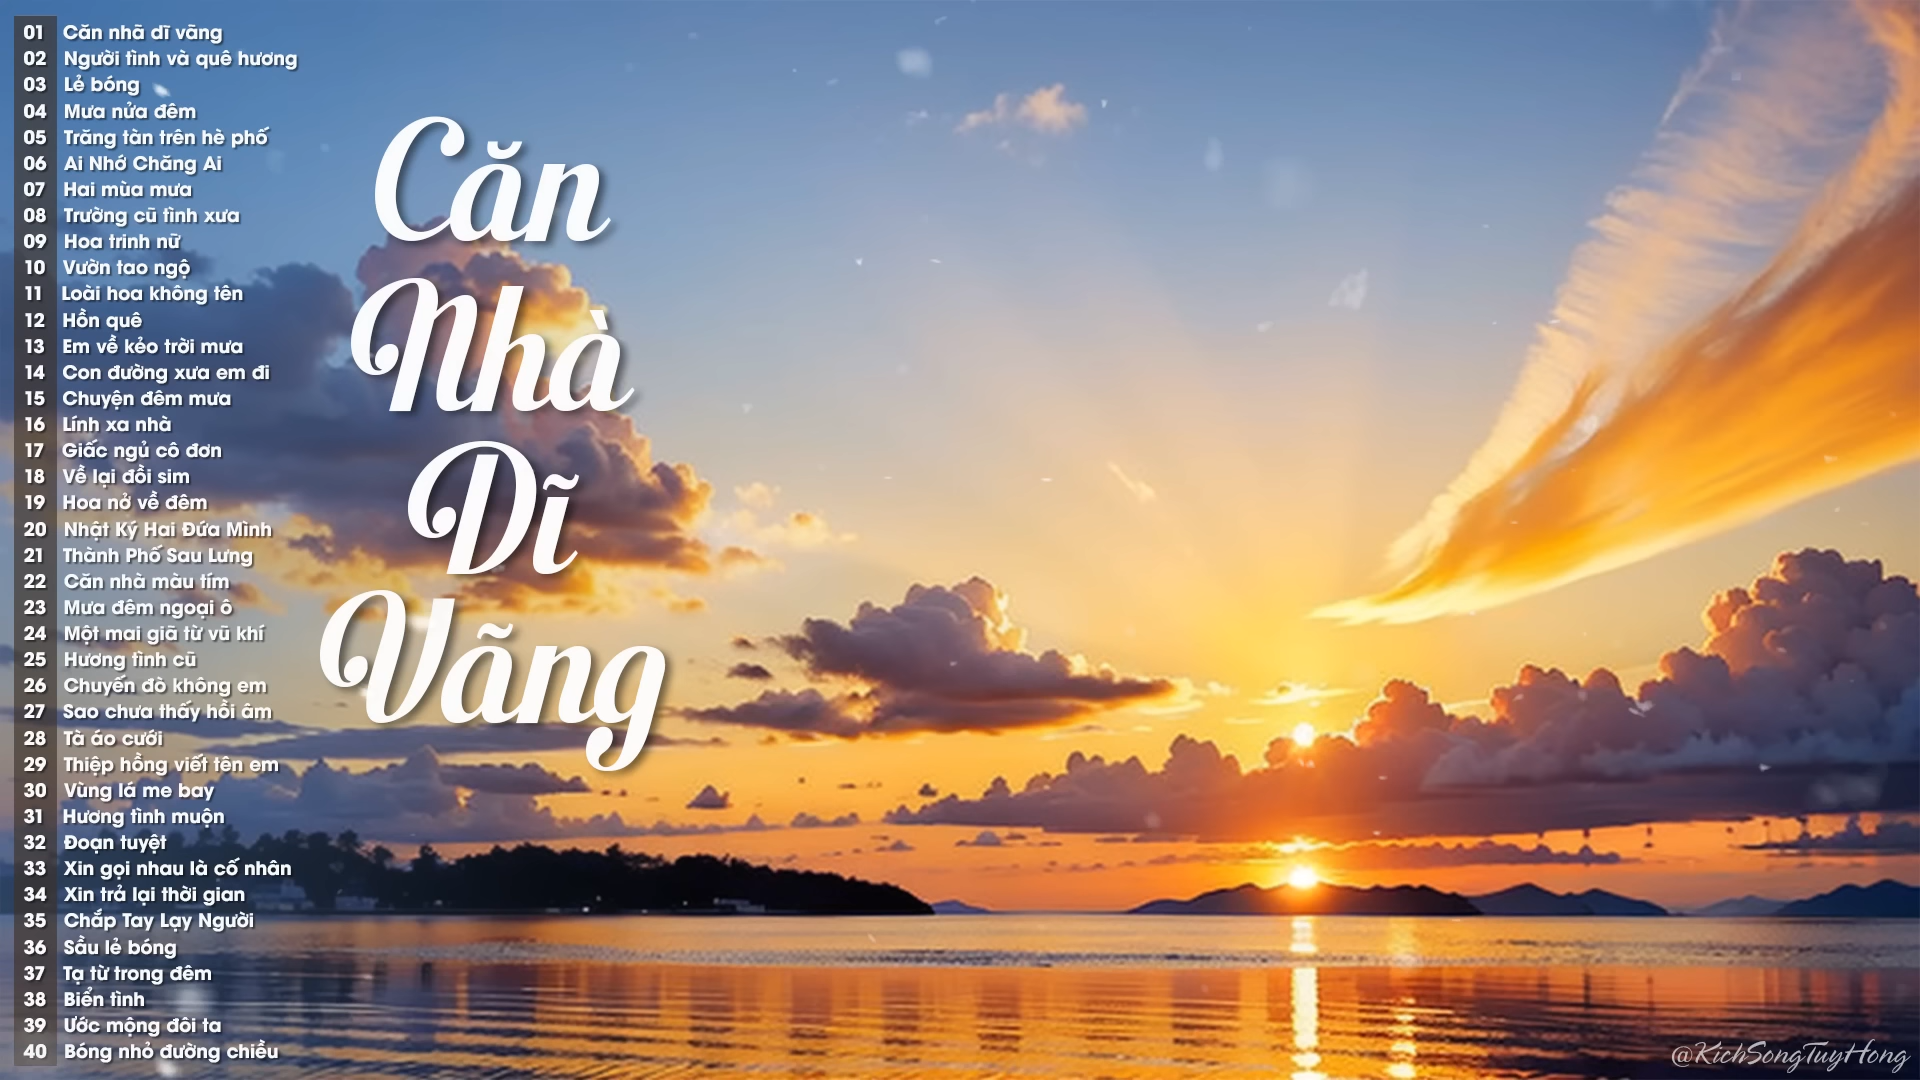 01 Căn nhà dĩ vãng
02 Người tình và quê hương
03 Lẻ bóng
04 Mưa nửa đêm
05 Trăng tàn trên hè phố
06 Ai Nhớ Chăng Ai
07 Hai mùa mưa
08 Trường cũ tình xưa
09 Hoa trinh nữ
10 Vườn tao ngộ
11 Loài hoa không tên
12 Hồn quê
13 Em về kẻo trời mưa
14 Con đường xưa em đi
15 Chuyện đêm mưa
16 Lính xa nhà
17 Giấc ngủ cô đơn
18 Về lại đồi sim
19 Hoa nở về đêm
20 Nhật Ký Hai Đứa Mình
21 Thành Phố Sau Lưng
22 Căn nhà màu tím
23 Mưa đêm ngoại ô
24 Một mai giã từ vũ khí
25 Hương tình cũ
26 Chuyến đò không em
27 Sao chưa thấy hồi âm
28 Tà áo cưới
29 Thiệp hồng viết tên em
30 Vùng lá me bay
31 Hương tình muộn
32 Đoạn tuyệt
33 Xin gọi nhau là cố nhân
34 Xin trả lại thời gian
35 Chắp Tay Lạy Người
36 Sầu lẻ bóng
37 Tạ từ trong đêm
38 Biển tình
39 Ước mộng đôi ta
40 Bóng nhỏ đường chiều
Căn
Nhà
Dĩ
Vãng
@KichSongTuyHong